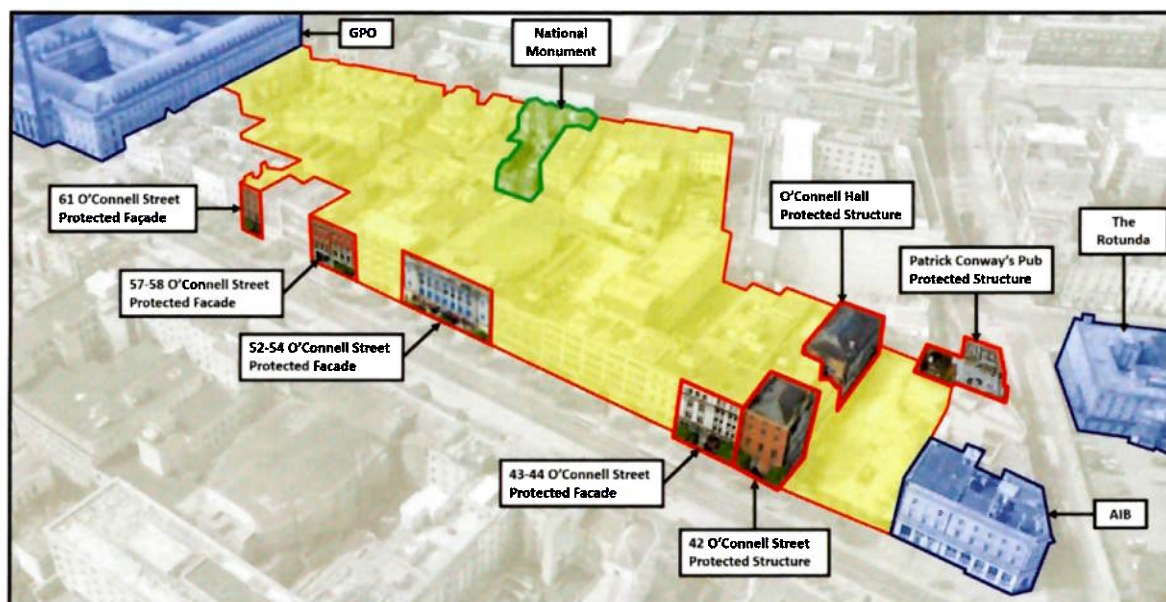 GPO
National
Monument
61 O'Connell Street
Protected Façade
O'Connell Hall
Protected Structure
The
Rotunda
Patrick Conway's Pub
Protected Structure
57-58 O'Connell Street
Protected Facade
52-54 O'Connell Street
Protected Facade
43-44 O'Connell Street
Protected Facade
AIB
42 O'Connell Street
Protected Structure